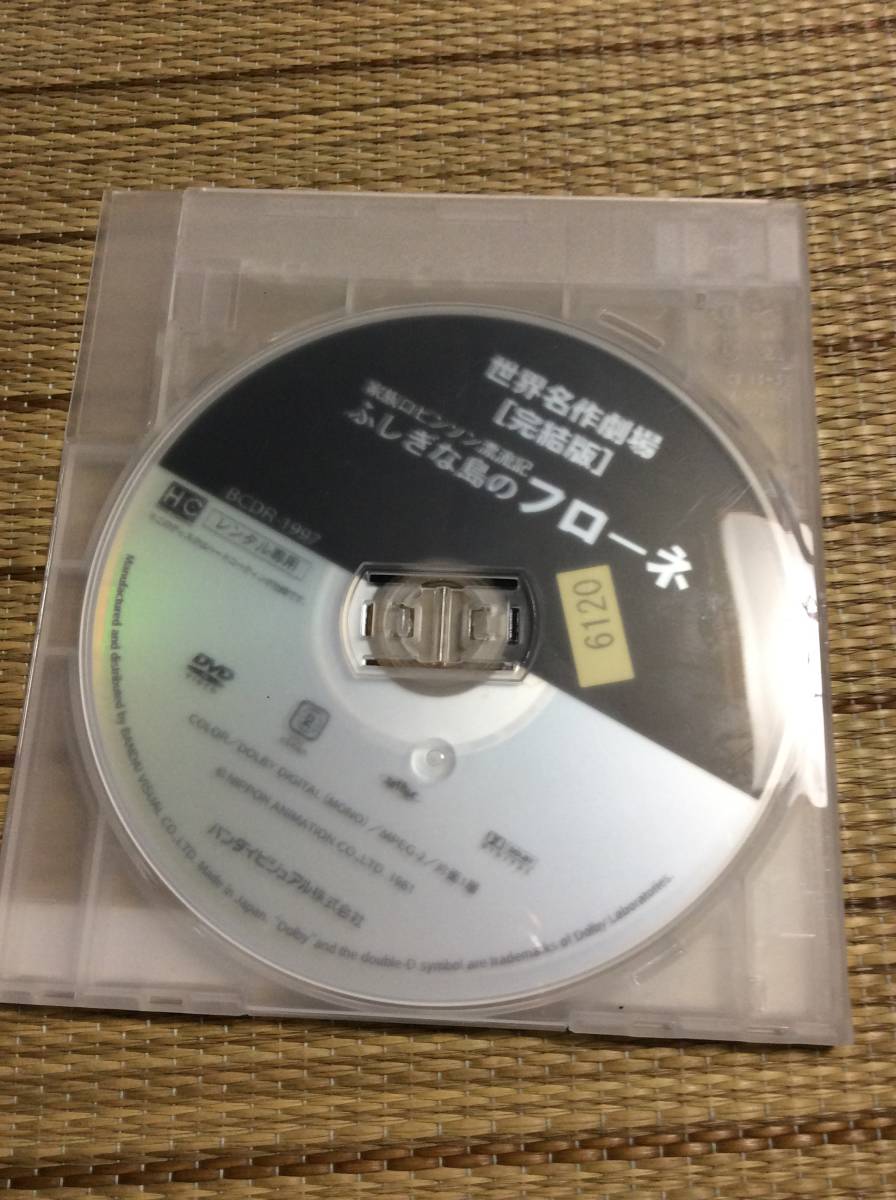 世界名作劇場
[完結版]
家族ロビンソン漂流記
ふしぎな島のフローネ
BCDR-1997
HC
レンタル専用
6120
DVD
VIDEO
2
COLOR/DOLBY DIGITAL (MONO)/MPEG-2/片面1層
© NIPPON ANIMATION CO., LTD. 1981
バンダイビジュアル株式会社
Manufactured and distributed by BANDAI VISUAL CO., LTD. Made in Japan. "Dolby" and the double-D symbol are trademarks of Dolby Laboratories.